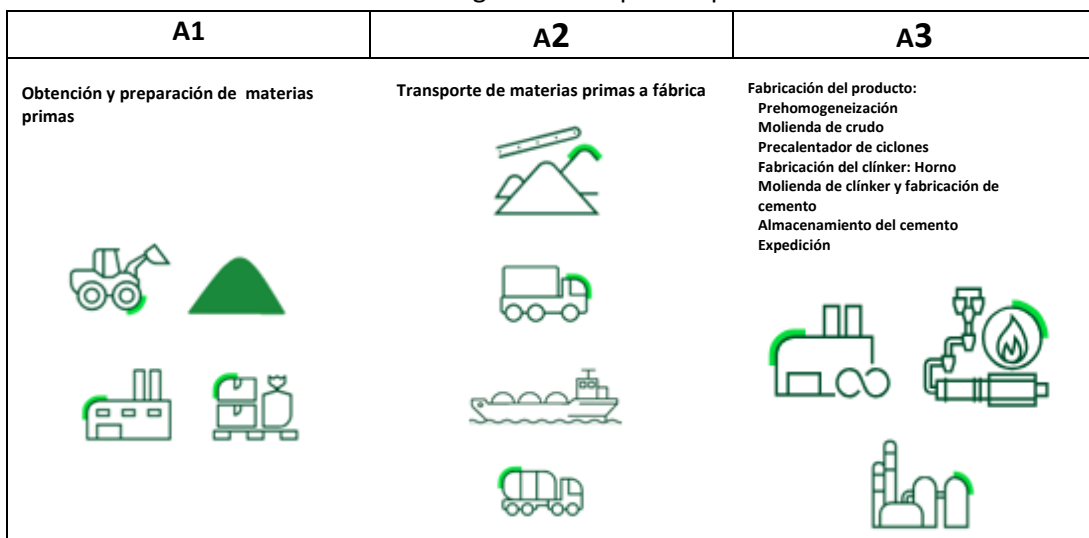 A1
A2
A3
Obtención y preparación de materias
primas
Transporte de materias primas a fábrica
Fabricación del producto:
Prehomogeneización
Molienda de crudo
Precalentador de ciclones
Fabricación del clínker: Horno
Molienda de clínker y fabricación de
cemento
Almacenamiento del cemento
Expedición